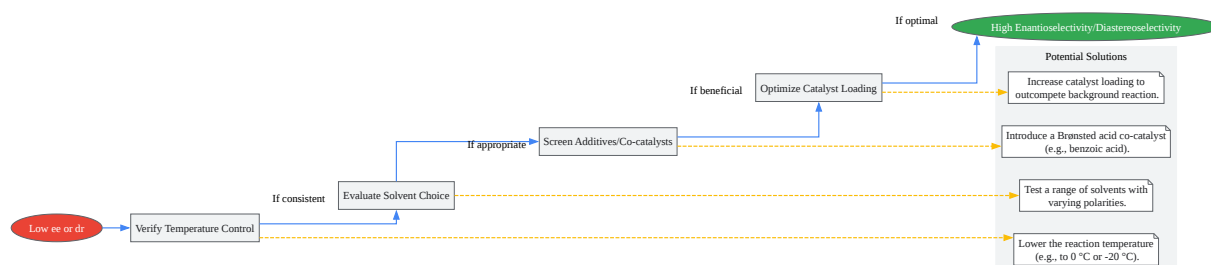 If optimal
High Enantioselectivity/Diastereoselectivity
Potential Solutions
If beneficial
Optimize Catalyst Loading
Increase catalyst loading to
outcompete background reaction.
If appropriate
Screen Additives/Co-catalysts
Introduce a Brønsted acid co-catalyst
(e.g., benzoic acid).
If consistent
Evaluate Solvent Choice
Test a range of solvents with
varying polarities.
Low ee or dr
Verify Temperature Control
Lower the reaction temperature
(e.g., to 0 °C or -20 °C).